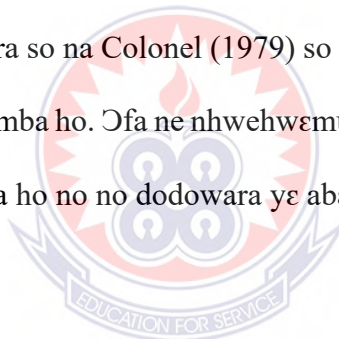 ra so na Colonel (1979) so
mba ho. Ɔfa ne nhwehwɛmu
a ho no no dodowara yɛ aba
EDUCATION FOR SERVICE